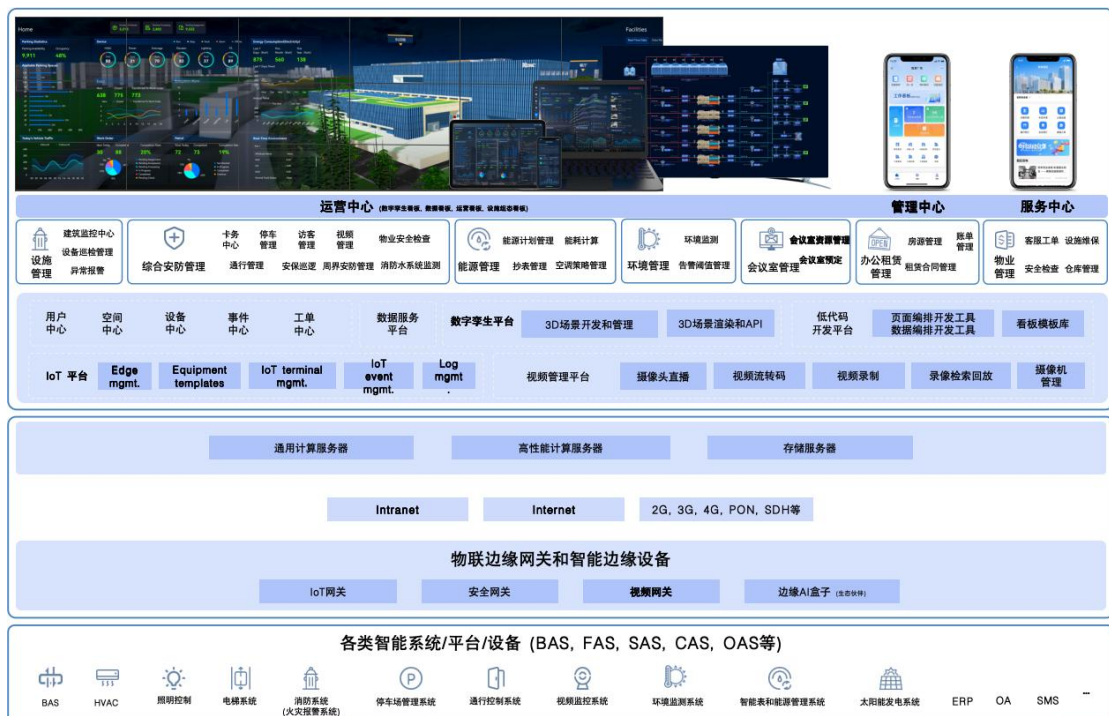 Home
Facilities
Parking Statistics
9,911
40%
Energy Consumption(Electricity)
875
560
138
638
775
773
30
80
20%
72
73
19%
运营中心 (数字孪生看板, 数据看板, 运营看板, 设施组态看板)
管理中心
服务中心
设施管理
建筑监控中心
设备巡检管理
异常报警
综合安防管理
卡务中心
停车管理
访客管理
视频管理
物业安全检查
通行管理
安保巡逻
周界安防管理
消防水系统监测
能源管理
能源计划管理
能耗计算
抄表管理
空调策略管理
环境管理
环境监测
告警阈值管理
会议室管理
会议室资源管理
会议室预定
OPEN
办公租赁管理
房源管理
账单管理
租赁合同管理
物业管理
客服工单
设施维保
安全检查
仓库管理
用户中心
空间中心
设备中心
事件中心
工单中心
数据服务平台
数字孪生平台
3D场景开发和管理
3D场景渲染和API
低代码开发平台
页面编排开发工具
数据编排开发工具
看板模板库
IoT 平台
Edge mgmt.
Equipment templates
IoT terminal mgmt.
IoT event mgmt.
Log mgmt.
视频管理平台
摄像头直播
视频流转码
视频录制
录像检索回放
摄像机管理
通用计算服务器
高性能计算服务器
存储服务器
Intranet
Internet
2G, 3G, 4G, PON, SDH等
物联边缘网关和智能边缘设备
IoT网关
安全网关
视频网关
边缘AI盒子 (生态伙伴)
各类智能系统/平台/设备 (BAS, FAS, SAS, CAS, OAS等)
BAS
HVAC
照明控制
电梯系统
消防系统
(火灾报警系统)
停车场管理系统
通行控制系统
视频监控系统
环境监测系统
智能表和能源管理系统
太阳能发电系统
ERP
OA
SMS
...